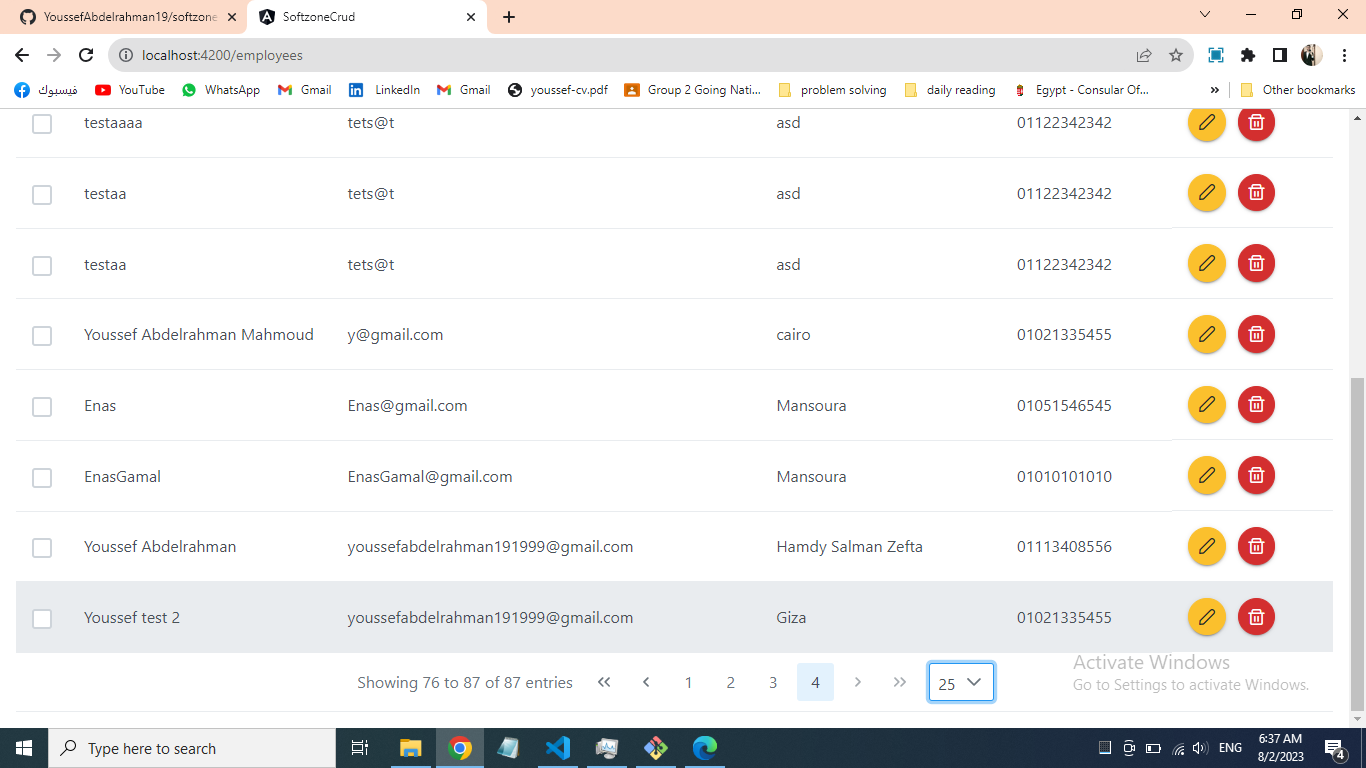 YoussefAbdelrahman19/softzone
SoftzoneCrud
localhost:4200/employees
فيسبوك YouTube WhatsApp Gmail LinkedIn Gmail youssef-cv.pdf Group 2 Going Nati... problem solving daily reading Egypt - Consular Of... » Other bookmarks
testaaaa tets@t asd 01122342342
testaa tets@t asd 01122342342
testaa tets@t asd 01122342342
Youssef Abdelrahman Mahmoud y@gmail.com cairo 01021335455
Enas Enas@gmail.com Mansoura 01051546545
EnasGamal EnasGamal@gmail.com Mansoura 01010101010
Youssef Abdelrahman youssefabdelrahman191999@gmail.com Hamdy Salman Zefta 01113408556
Youssef test 2 youssefabdelrahman191999@gmail.com Giza 01021335455
Showing 76 to 87 of 87 entries 1 2 3 4 25
Activate Windows
Go to Settings to activate Windows.
Type here to search
ENG
6:37 AM
8/2/2023
4